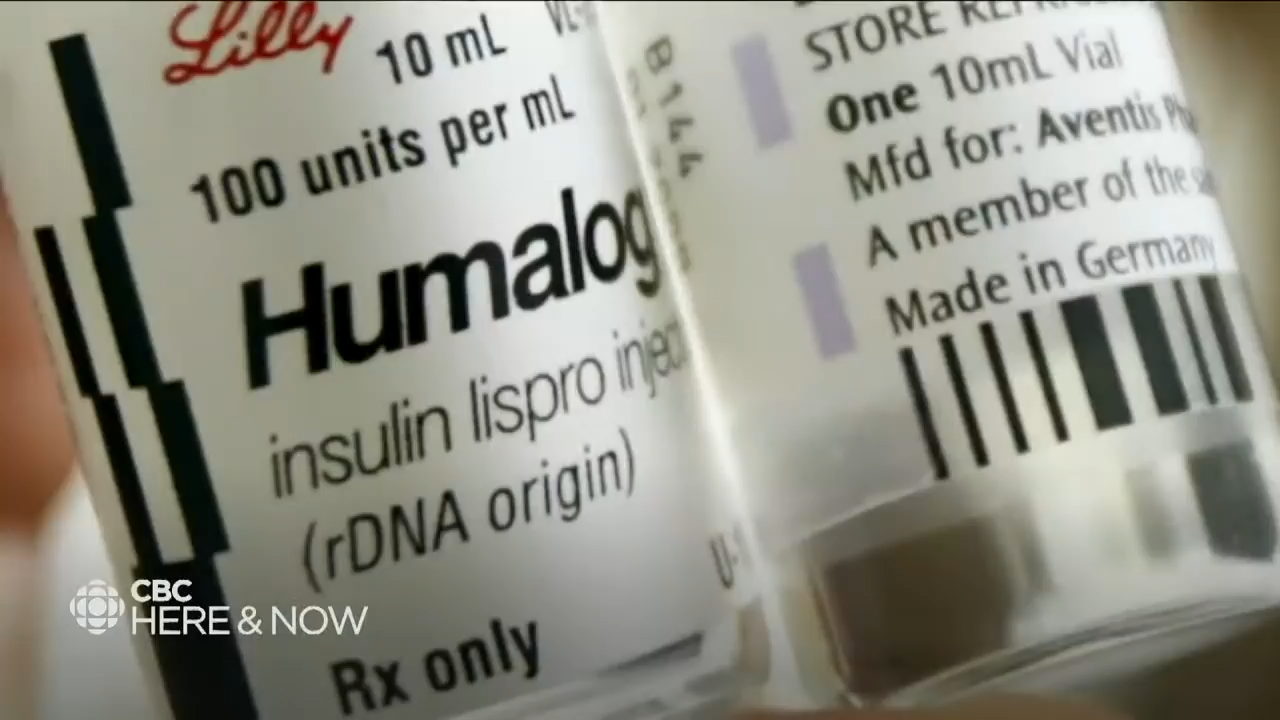 Lilly
10 mL
100 units per mL
Humalog
insulin lispro
(rDNA origin)
Rx only
B144
STORE
One 10mL Vial
Mfd for: Aventis
A member of the
Made in Germany
CBC
HERE & NOW